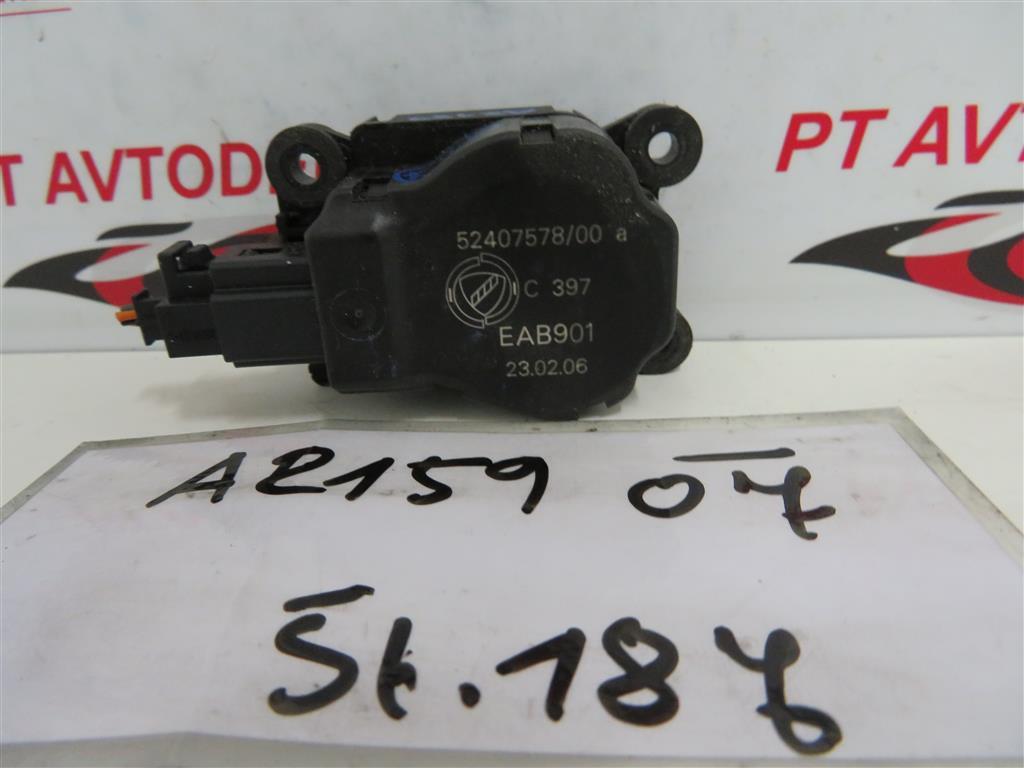 PT AVTOD
PT AV
52407578/00 a
C 397
EAB901
23.02.06
AR159 07
Št.187